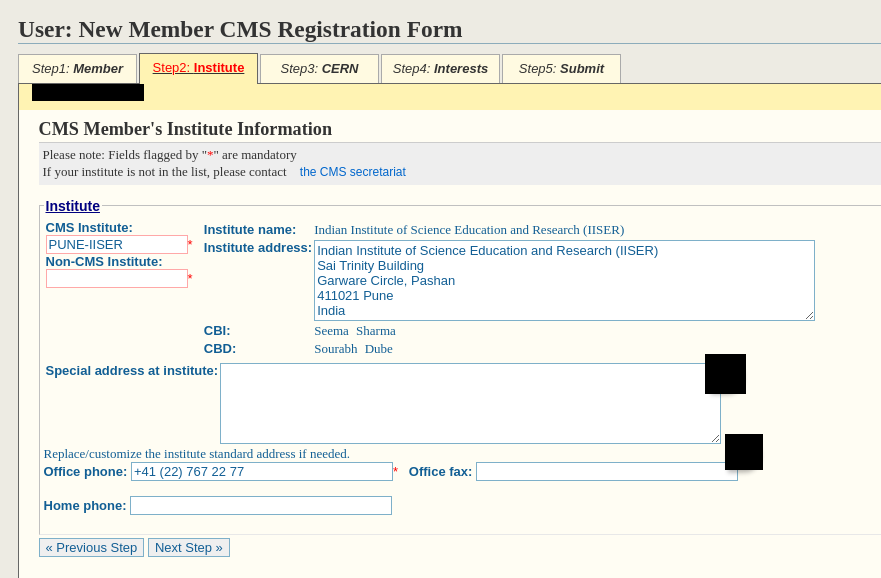 User: New Member CMS Registration Form
Step1: Member Step2: Institute Step3: CERN Step4: Interests Step5: Submit
CMS Member's Institute Information
Please note: Fields flagged by "*" are mandatory
If your institute is not in the list, please contact the CMS secretariat
Institute
CMS Institute:
PUNE-IISER *
Non-CMS Institute:
*
Institute name: Indian Institute of Science Education and Research (IISER)
Institute address: Indian Institute of Science Education and Research (IISER)
Sai Trinity Building
Garware Circle, Pashan
411021 Pune
India
CBI: Seema Sharma
CBD: Sourabh Dube
Special address at institute:
Replace/customize the institute standard address if needed.
Office phone: +41 (22) 767 22 77 * Office fax:
Home phone:
« Previous Step Next Step »